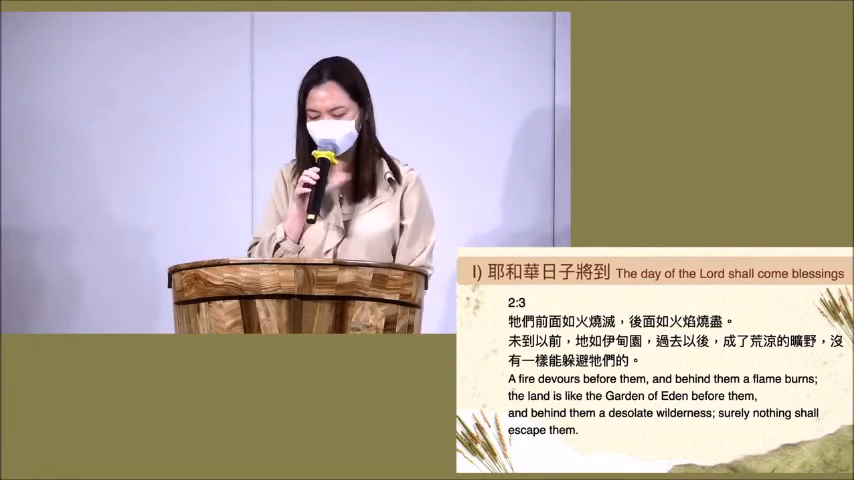 I) 耶和華日子將到 The day of the Lord shall come blessings
2:3
牠們前面如火燒滅，後面如火焰燒盡。
未到以前，地如伊甸園，過去以後，成了荒涼的曠野，沒
有一樣能躲避牠們的。
A fire devours before them, and behind them a flame burns;
the land is like the Garden of Eden before them,
and behind them a desolate wilderness; surely nothing shall
escape them.